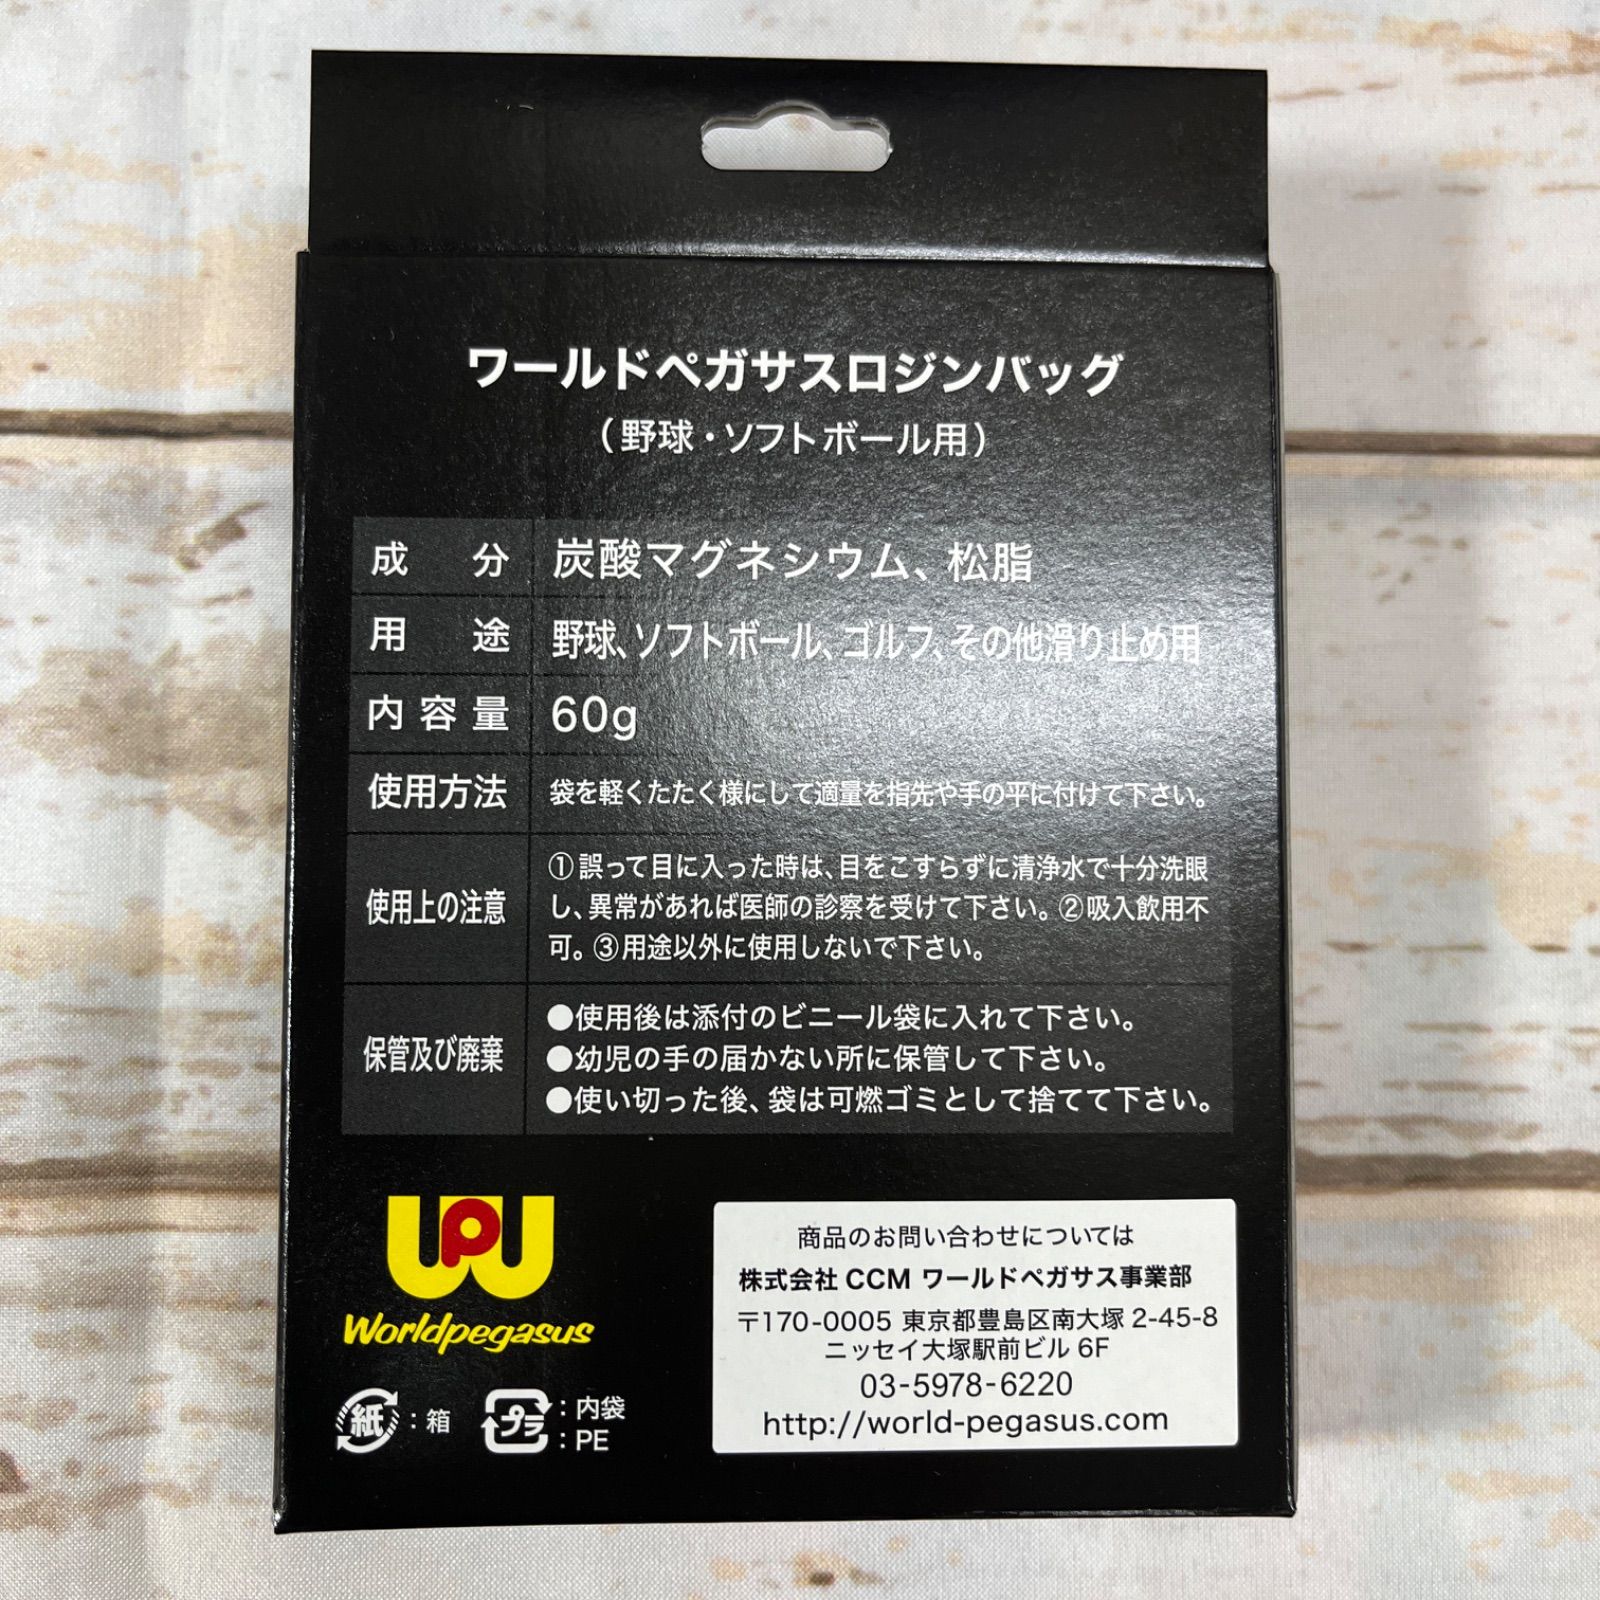 ワールドペガサスロジンバッグ
（野球・ソフトボール用）
成分 炭酸マグネシウム、松脂
用途 野球、ソフトボール、ゴルフ、その他滑り止め用
内容量 60g
使用方法 袋を軽くたたく様にして適量を指先や手の平に付けて下さい。
使用上の注意
①誤って目に入った時は、目をこすらずに清浄水で十分洗眼
し、異常があれば医師の診察を受けて下さい。②吸入飲用不
可。③用途以外に使用しないで下さい。
保管及び廃棄
●使用後は添付のビニール袋に入れて下さい。
●幼児の手の届かない所に保管して下さい。
●使い切った後、袋は可燃ゴミとして捨てて下さい。
WPW
Worldpegasus
紙：箱
プラ：内袋
：PE
商品のお問い合わせについては
株式会社 CCM ワールドペガサス事業部
〒170-0005 東京都豊島区南大塚 2-45-8
ニッセイ大塚駅前ビル 6F
03-5978-6220
http://world-pegasus.com